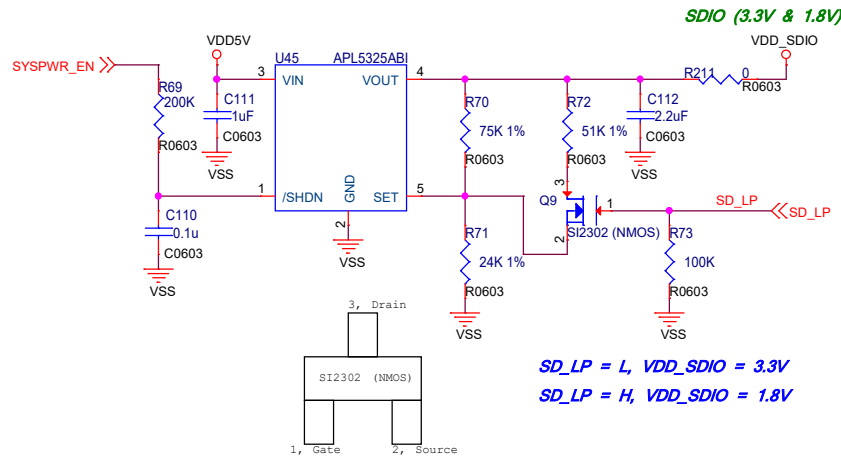 SDIO (3.3V & 1.8V)
VDD5V
VDD_SDIO
SYSPWR_EN
U45
APL5325ABI
3
VIN
VOUT
4
R211
0
R0603
R69
200K
R0603
C111
1uF
C0603
VSS
R70
75K 1%
R0603
R72
51K 1%
R0603
C112
2.2uF
C0603
VSS
1
/SHDN
GND
SET
5
2
VSS
C110
0.1u
C0603
VSS
3
Q9
1
SI2302 (NMOS)
2
SD_LP
SD_LP
R71
24K 1%
R0603
VSS
R73
100K
R0603
VSS
3, Drain
SI2302 (NMOS)
1, Gate
2, Source
SD_LP = L, VDD_SDIO = 3.3V
SD_LP = H, VDD_SDIO = 1.8V